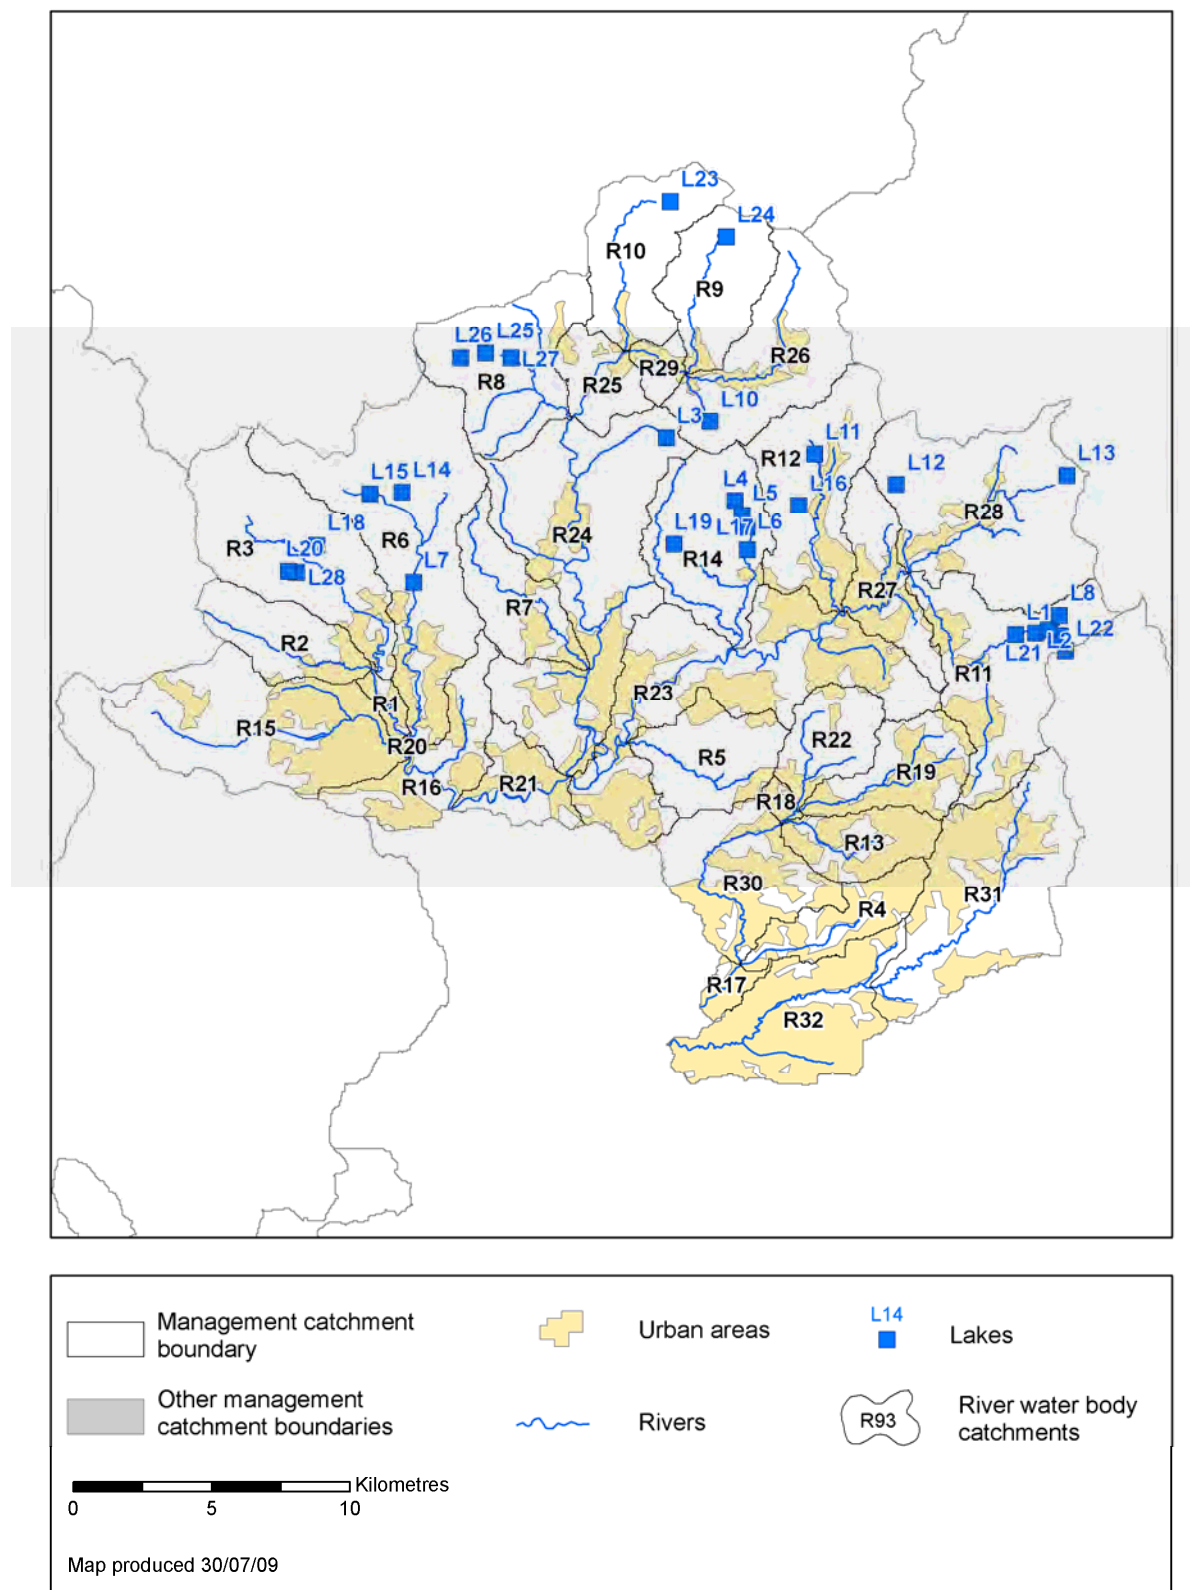 L23
L24
R10
R9
L26 L25
L27
R26
R29
R8
R25
L10
L3
L11
R12
L13
L12
L15 L14
L4
L16
L5
R28
L18
L19
L17 L6
R24
R6
R3
L20
R14
L7
L28
R27
R7
L8
L1
L22
R2
L2
L21
R11
R23
R1
R15
R22
R20
R5
R19
R21
R16
R18
R13
R30
R31
R4
R17
R32
Management catchment
boundary
Urban areas
L14
Lakes
Other management
catchment boundaries
Rivers
R93
River water body
catchments
Kilometres
0 5 10
Map produced 30/07/09